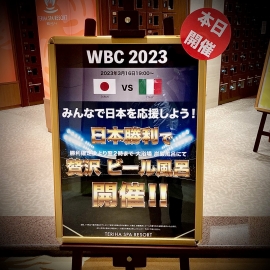 本日
開催
WBC 2023
2023年3月16日19:00～
VS
みんなで日本を応援しよう！
日本勝利で
贅沢 ビール風呂
開催!!
TERIHA SPA RESORT